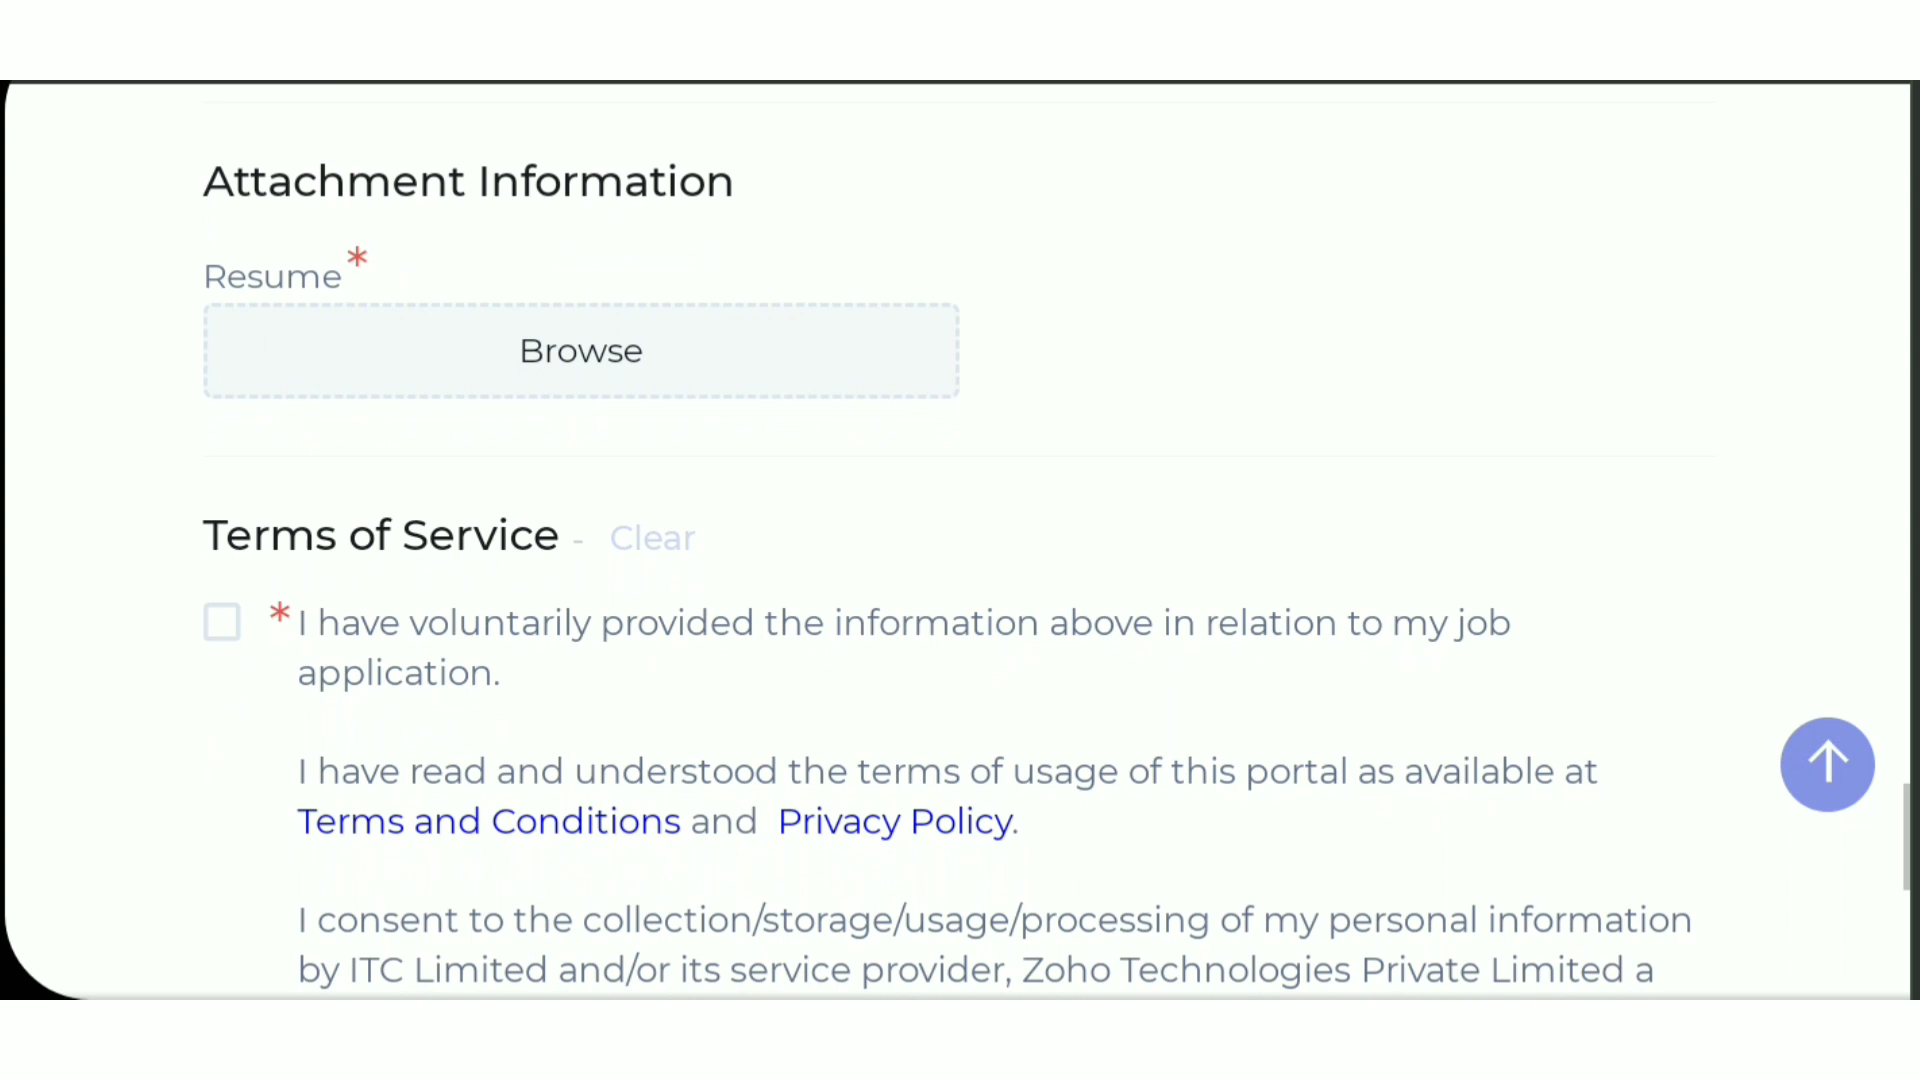 Attachment Information
Resume *
Browse
Terms of Service - Clear
* I have voluntarily provided the information above in relation to my job
application.
I have read and understood the terms of usage of this portal as available at
Terms and Conditions and Privacy Policy.
I consent to the collection/storage/usage/processing of my personal information
by ITC Limited and/or its service provider, Zoho Technologies Private Limited a